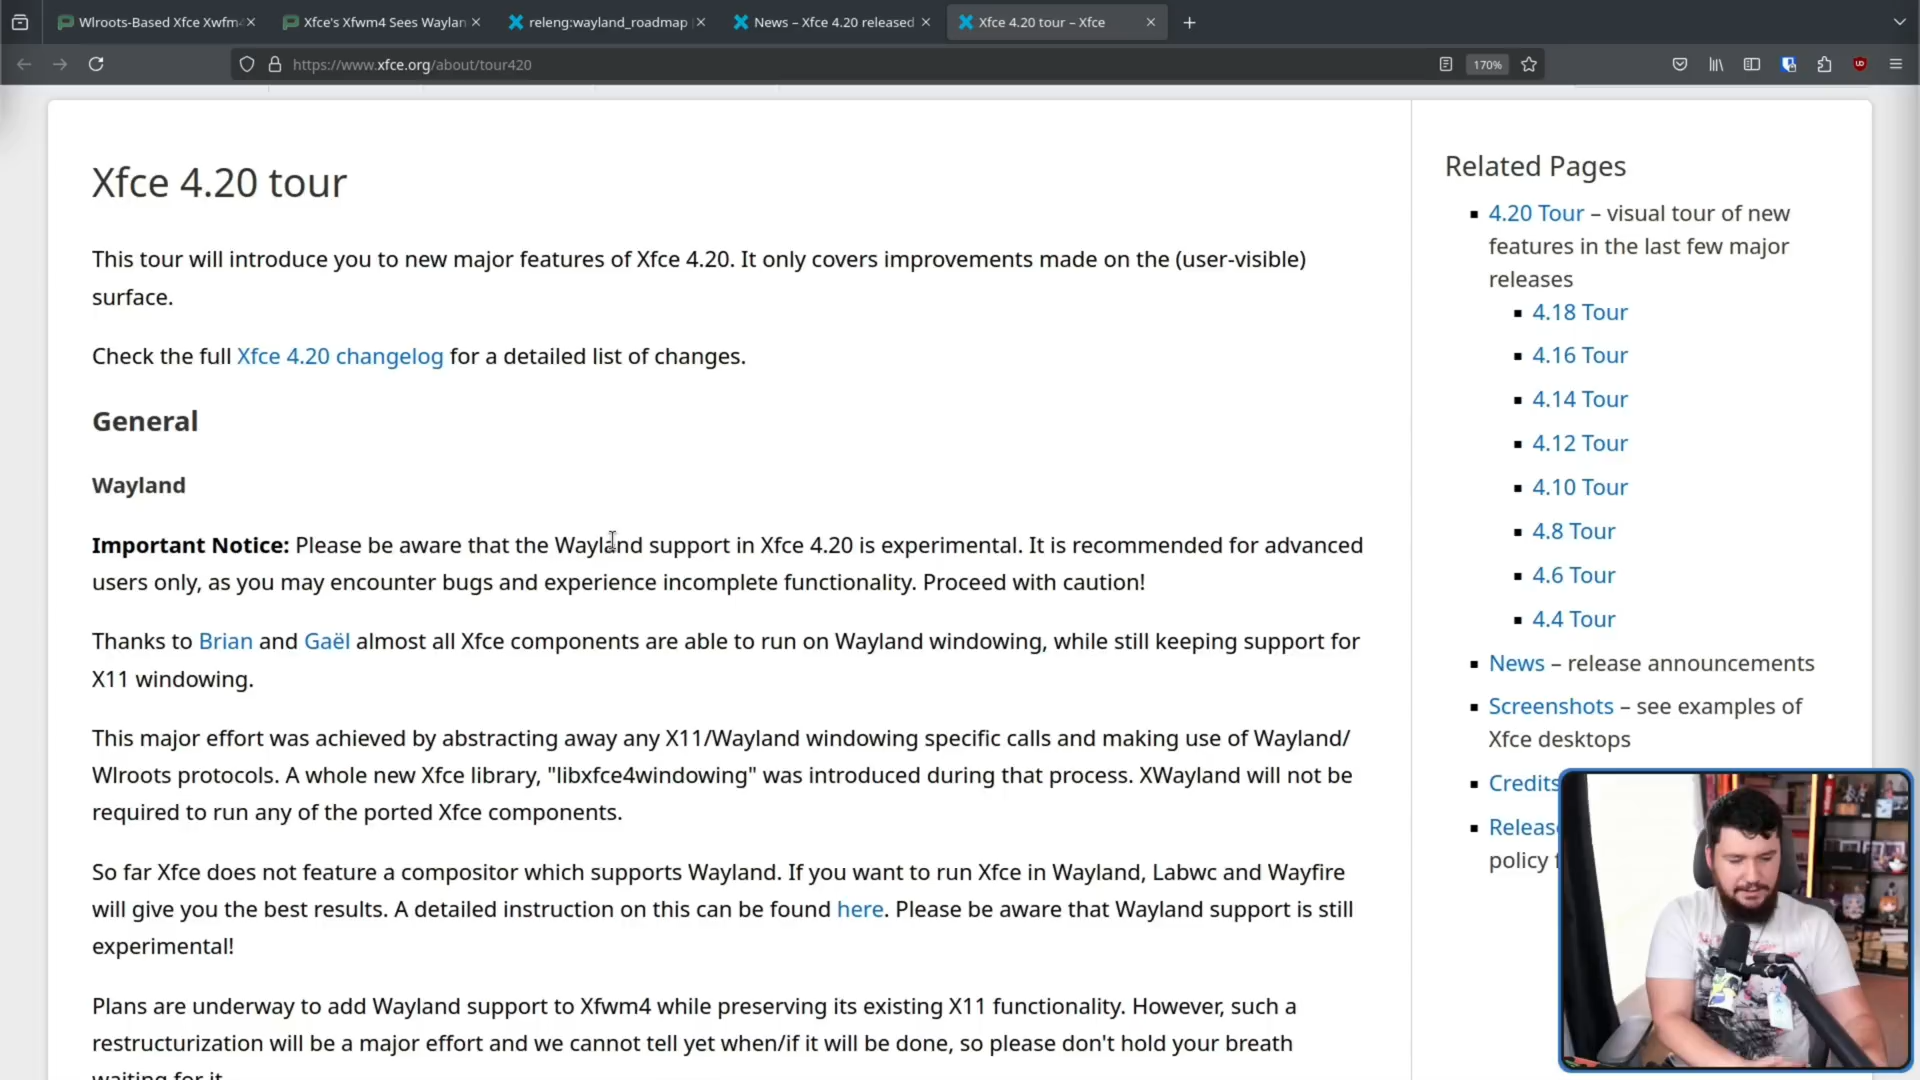 Wlroots-Based Xfce Xwfm
Xfce's Xfwm4 Sees Waylan
releng:wayland_roadmap
News – Xfce 4.20 released
Xfce 4.20 tour – Xfce
https://www.xfce.org/about/tour420
170%
Xfce 4.20 tour
This tour will introduce you to new major features of Xfce 4.20. It only covers improvements made on the (user-visible)
surface.
Check the full Xfce 4.20 changelog for a detailed list of changes.
General
Wayland
Important Notice: Please be aware that the Wayland support in Xfce 4.20 is experimental. It is recommended for advanced
users only, as you may encounter bugs and experience incomplete functionality. Proceed with caution!
Thanks to Brian and Gaël almost all Xfce components are able to run on Wayland windowing, while still keeping support for
X11 windowing.
This major effort was achieved by abstracting away any X11/Wayland windowing specific calls and making use of Wayland/
Wlroots protocols. A whole new Xfce library, "libxfce4windowing" was introduced during that process. XWayland will not be
required to run any of the ported Xfce components.
So far Xfce does not feature a compositor which supports Wayland. If you want to run Xfce in Wayland, Labwc and Wayfire
will give you the best results. A detailed instruction on this can be found here. Please be aware that Wayland support is still
experimental!
Plans are underway to add Wayland support to Xfwm4 while preserving its existing X11 functionality. However, such a
restructurization will be a major effort and we cannot tell yet when/if it will be done, so please don't hold your breath
waiting for it.
Related Pages
4.20 Tour – visual tour of new
features in the last few major
releases
4.18 Tour
4.16 Tour
4.14 Tour
4.12 Tour
4.10 Tour
4.8 Tour
4.6 Tour
4.4 Tour
News – release announcements
Screenshots – see examples of
Xfce desktops
Credits
Releas
policy